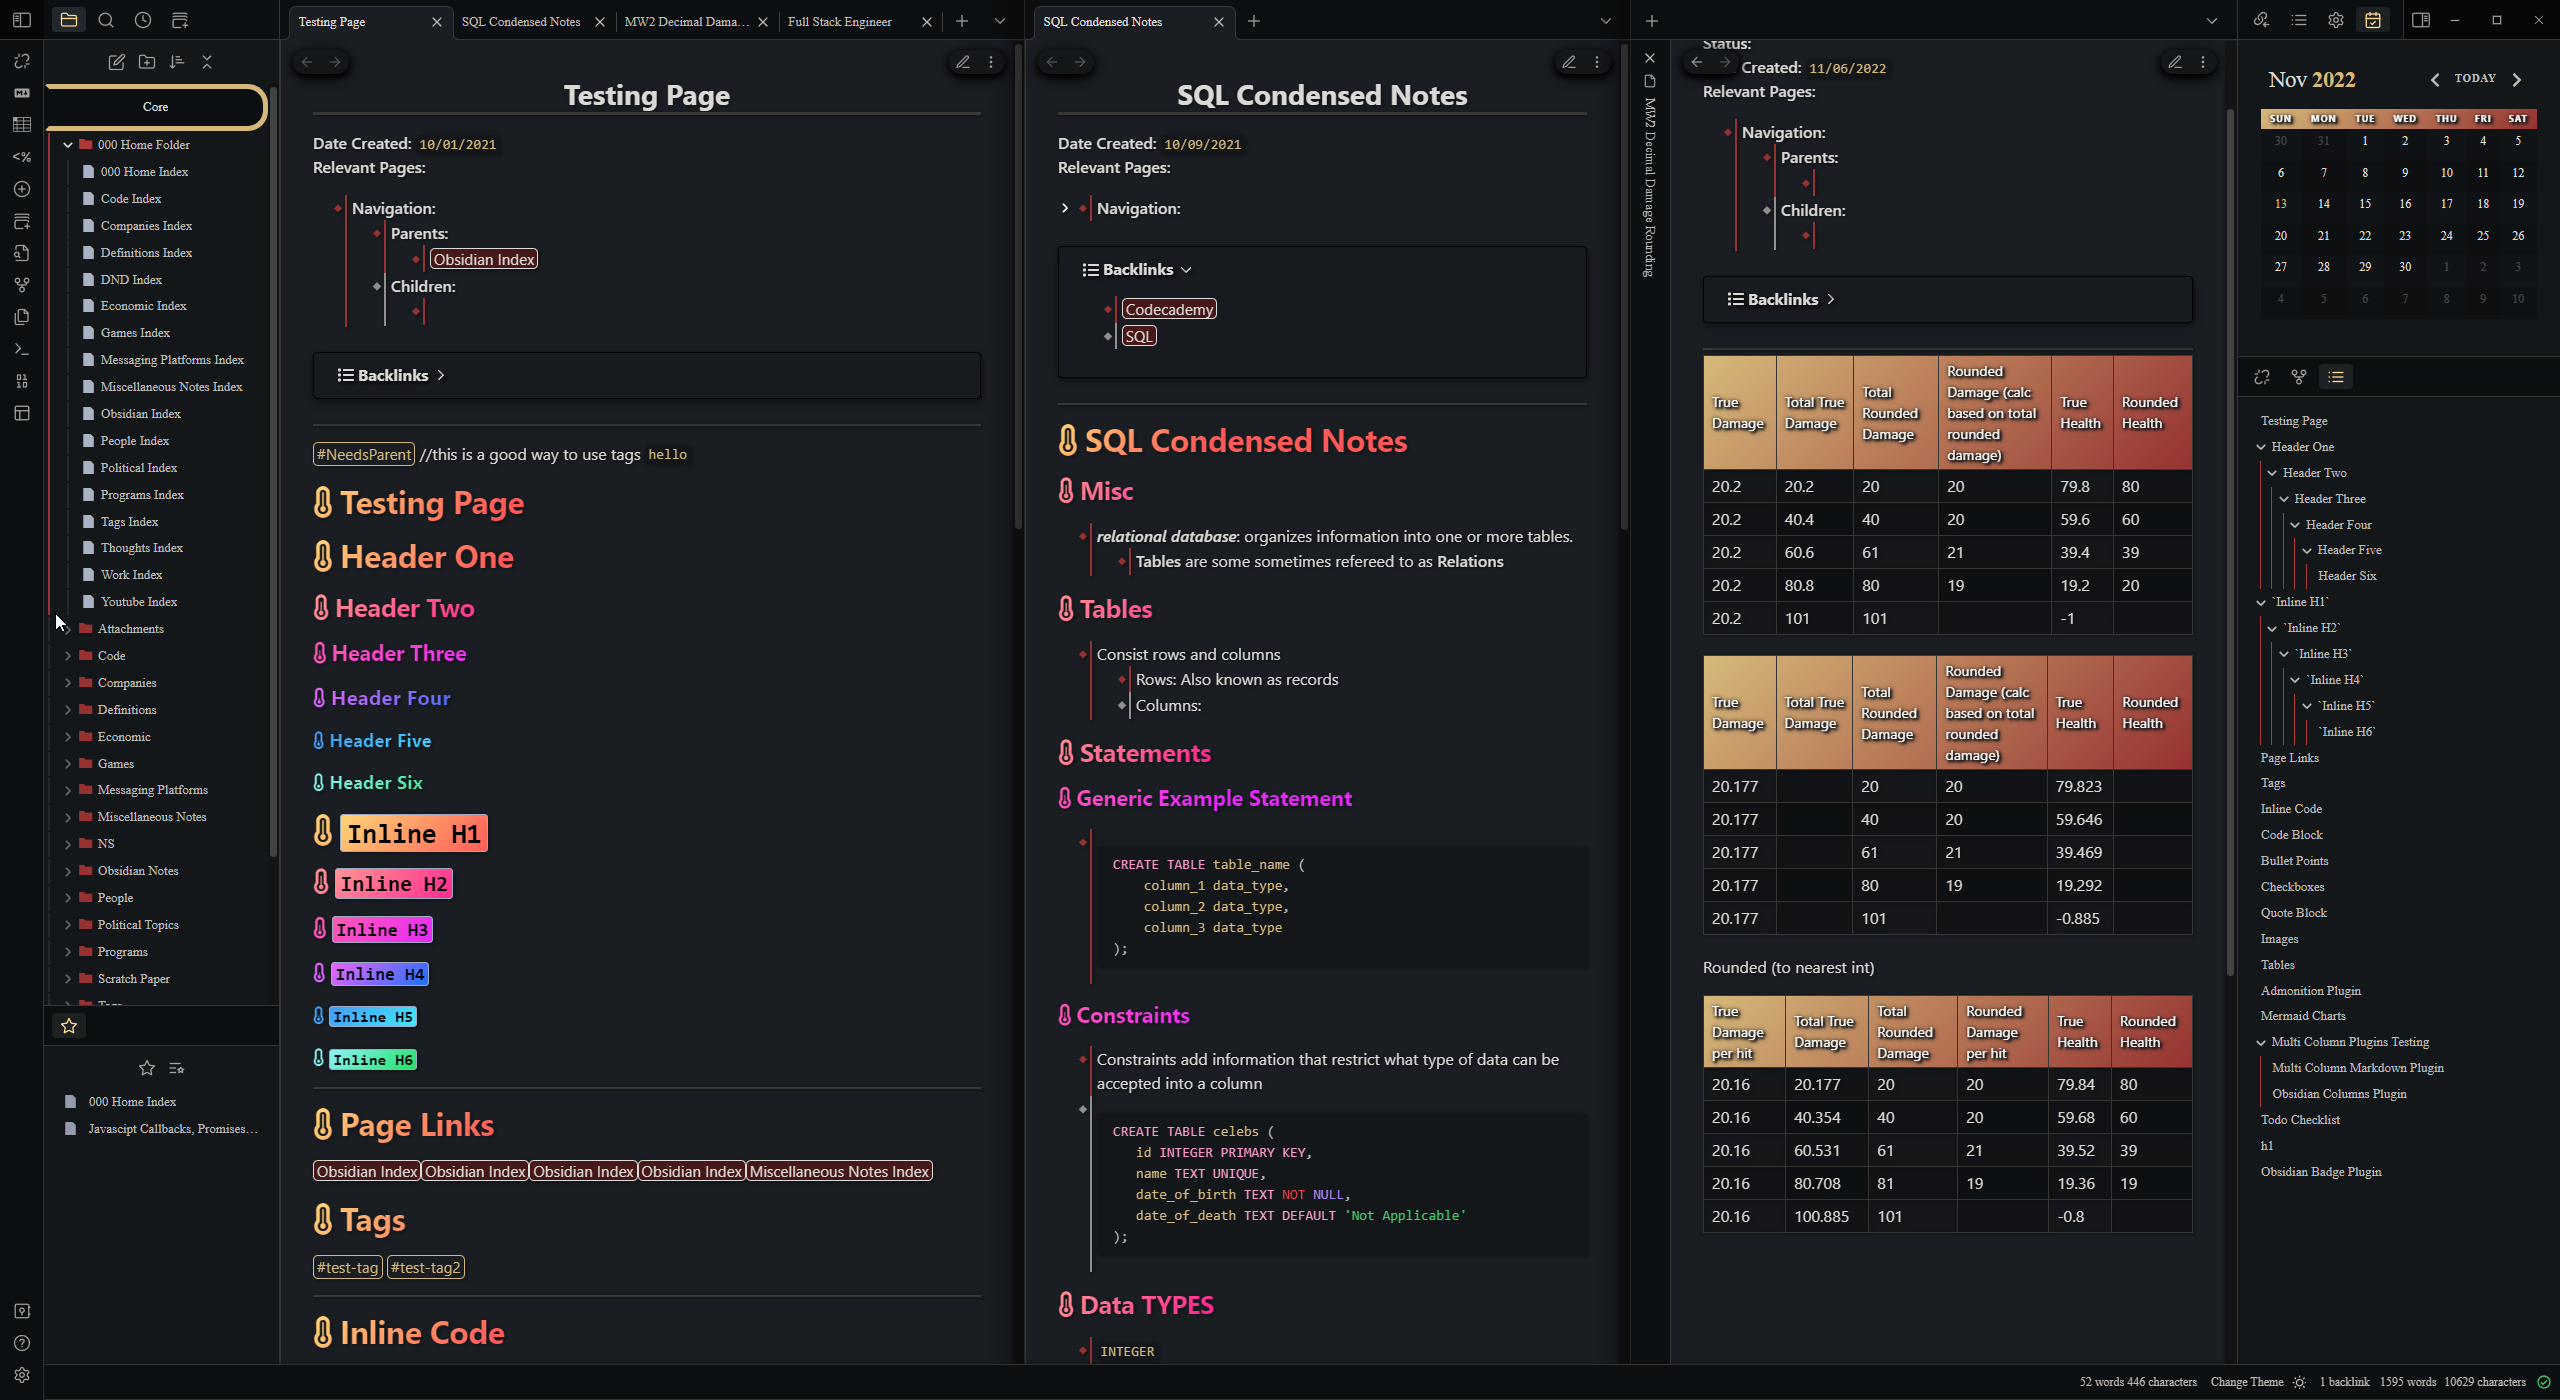 Testing Page
SQL Condensed Notes
MW2 Decimal Dama...
Full Stack Engineer
SQL Condensed Notes
Core
000 Home Folder
000 Home Index
Code Index
Companies Index
Definitions Index
DND Index
Economic Index
Games Index
Messaging Platforms Index
Miscellaneous Notes Index
Obsidian Index
People Index
Political Index
Programs Index
Tags Index
Thoughts Index
Work Index
Youtube Index
Attachments
Code
Companies
Definitions
Economic
Games
Messaging Platforms
Miscellaneous Notes
NS
Obsidian Notes
People
Political Topics
Programs
Scratch Paper
000 Home Index
Javascipt Callbacks, Promises...
Testing Page
Date Created: 10/01/2021
Relevant Pages:
Navigation:
Parents:
Obsidian Index
Children:
Backlinks
#NeedsParent //this is a good way to use tags hello
Testing Page
Header One
Header Two
Header Three
Header Four
Header Five
Header Six
Inline H1
Inline H2
Inline H3
Inline H4
Inline H5
Inline H6
Page Links
Obsidian Index Obsidian Index Obsidian Index Obsidian Index Miscellaneous Notes Index
Tags
#test-tag #test-tag2
Inline Code
SQL Condensed Notes
Date Created: 10/09/2021
Relevant Pages:
Navigation:
Backlinks
Codecademy
SQL
SQL Condensed Notes
Misc
relational database: organizes information into one or more tables.
Tables are some sometimes refereed to as Relations
Tables
Consist rows and columns
Rows: Also known as records
Columns:
Statements
Generic Example Statement
CREATE TABLE table_name (
column_1 data_type,
column_2 data_type,
column_3 data_type
);
Constraints
Constraints add information that restrict what type of data can be
accepted into a column
CREATE TABLE celebs (
id INTEGER PRIMARY KEY,
name TEXT UNIQUE,
date_of_birth TEXT NOT NULL,
date_of_death TEXT DEFAULT 'Not Applicable'
);
Data TYPES
INTEGER
MW2 Decimal Damage Rounding
Status:
Created: 11/06/2022
Relevant Pages:
Navigation:
Parents:
Children:
Backlinks
True Damage Total True Damage Total Rounded Damage Rounded Damage (calc based on total rounded damage) True Health Rounded Health
20.2 20.2 20 20 79.8 80
20.2 40.4 40 20 59.6 60
20.2 60.6 61 21 39.4 39
20.2 80.8 80 19 19.2 20
20.2 101 101 -1
True Damage Total True Damage Total Rounded Damage Rounded Damage (calc based on total rounded damage) True Health Rounded Health
20.177 20 20 79.823
20.177 40 20 59.646
20.177 61 21 39.469
20.177 80 19 19.292
20.177 101 -0.885
Rounded (to nearest int)
True Damage per hit Total True Damage Total Rounded Damage Rounded Damage per hit True Health Rounded Health
20.16 20.177 20 20 79.84 80
20.16 40.354 40 20 59.68 60
20.16 60.531 61 21 39.52 39
20.16 80.708 81 19 19.36 19
20.16 100.885 101 -0.8
Nov 2022
TODAY
SUN MON TUE WED THU FRI SAT
30 31 1 2 3 4 5
6 7 8 9 10 11 12
13 14 15 16 17 18 19
20 21 22 23 24 25 26
27 28 29 30 1 2 3
4 5 6 7 8 9 10
Testing Page
Header One
Header Two
Header Three
Header Four
Header Five
Header Six
`Inline H1`
`Inline H2`
`Inline H3`
`Inline H4`
`Inline H5`
`Inline H6`
Page Links
Tags
Inline Code
Code Block
Bullet Points
Checkboxes
Quote Block
Images
Tables
Admonition Plugin
Mermaid Charts
Multi Column Plugins Testing
Multi Column Markdown Plugin
Obsidian Columns Plugin
Todo Checklist
h1
Obsidian Badge Plugin
52 words 446 characters Change Theme 1 backlink 1595 words 10629 characters